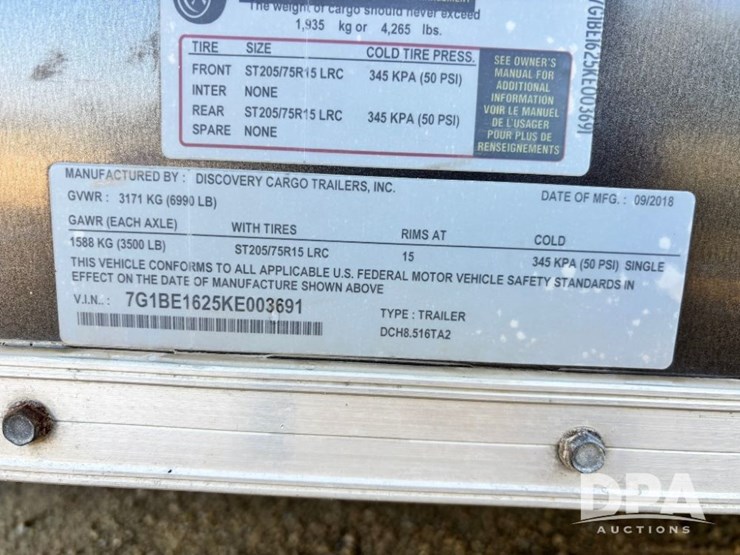 The weight of cargo should never exceed
1,935 kg or 4,265 lbs.
TIRE SIZE COLD TIRE PRESS.
FRONT ST205/75R15 LRC 345 KPA (50 PSI)
INTER NONE
REAR ST205/75R15 LRC 345 KPA (50 PSI)
SPARE NONE
SEE OWNER'S
MANUAL FOR
ADDITIONAL
INFORMATION
VOIR LE MANUEL
DE L'USAGER
POUR PLUS DE
RENSEIGNEMENTS
7G1BE1625KE003691
MANUFACTURED BY : DISCOVERY CARGO TRAILERS, INC. DATE OF MFG. : 09/2018
GVWR : 3171 KG (6990 LB)
GAWR (EACH AXLE) WITH TIRES RIMS AT COLD
1588 KG (3500 LB) ST205/75R15 LRC 15 345 KPA (50 PSI) SINGLE
THIS VEHICLE CONFORMS TO ALL APPLICABLE U.S. FEDERAL MOTOR VEHICLE SAFETY STANDARDS IN
EFFECT ON THE DATE OF MANUFACTURE SHOWN ABOVE
V.I.N.: 7G1BE1625KE003691 TYPE : TRAILER
DCH8.516TA2
DPA
AUCTIONS